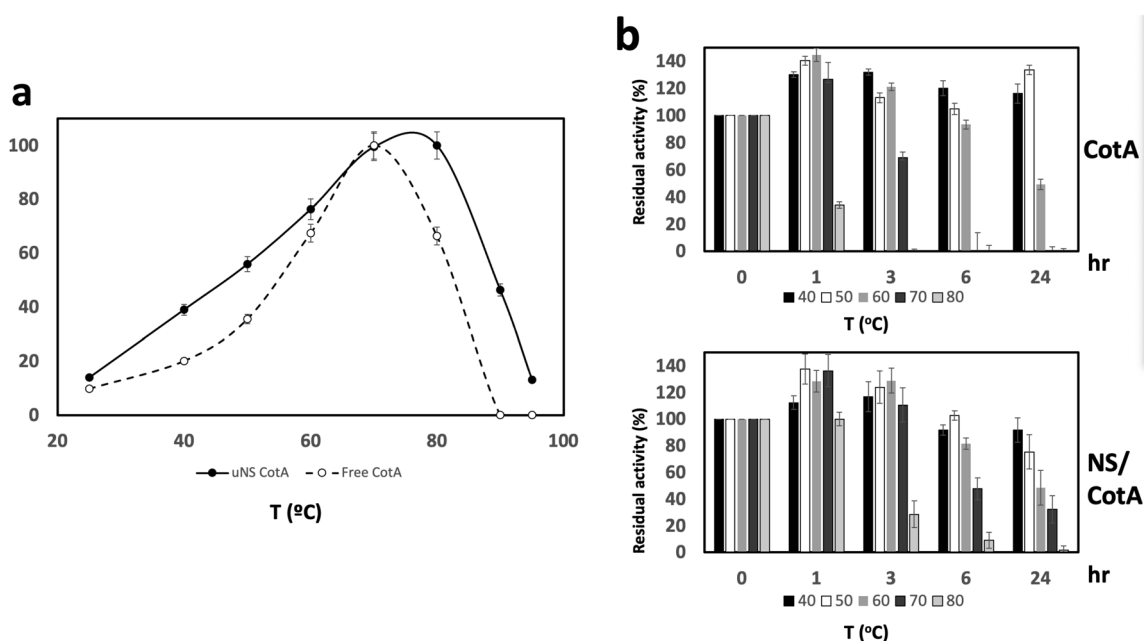 a
100
80
60
40
20
0
20 40 60 80 100
uNS CotA Free CotA
T (ºC)
b
Residual activity (%)
140
120
100
80
60
40
20
0
0 1 3 6 24
hr
CotA
40 50 60 70 80
T (ºC)
Residual activity (%)
140
120
100
80
60
40
20
0
0 1 3 6 24
hr
NS/
CotA
40 50 60 70 80
T (ºC)